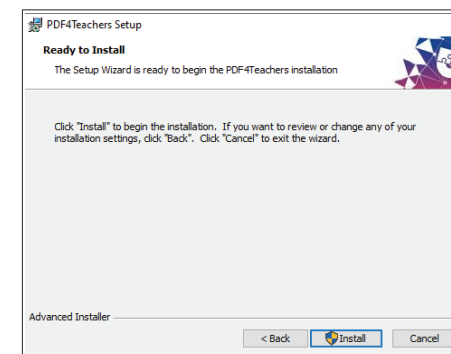 PDF4Teachers Setup
Ready to Install
The Setup Wizard is ready to begin the PDF4Teachers installation
Click "Install" to begin the installation. If you want to review or change any of your
installation settings, click "Back". Click "Cancel" to exit the wizard.
Advanced Installer
< Back Install Cancel